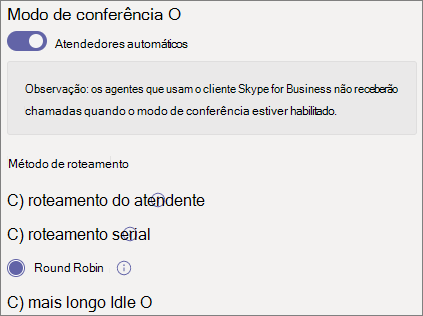 Modo de conferência O
Atendedores automáticos
Observação: os agentes que usam o cliente Skype for Business não receberão
chamadas quando o modo de conferência estiver habilitado.
Método de roteamento
C) roteamento do atendente
C) roteamento serial
Round Robin
C) mais longo Idle O